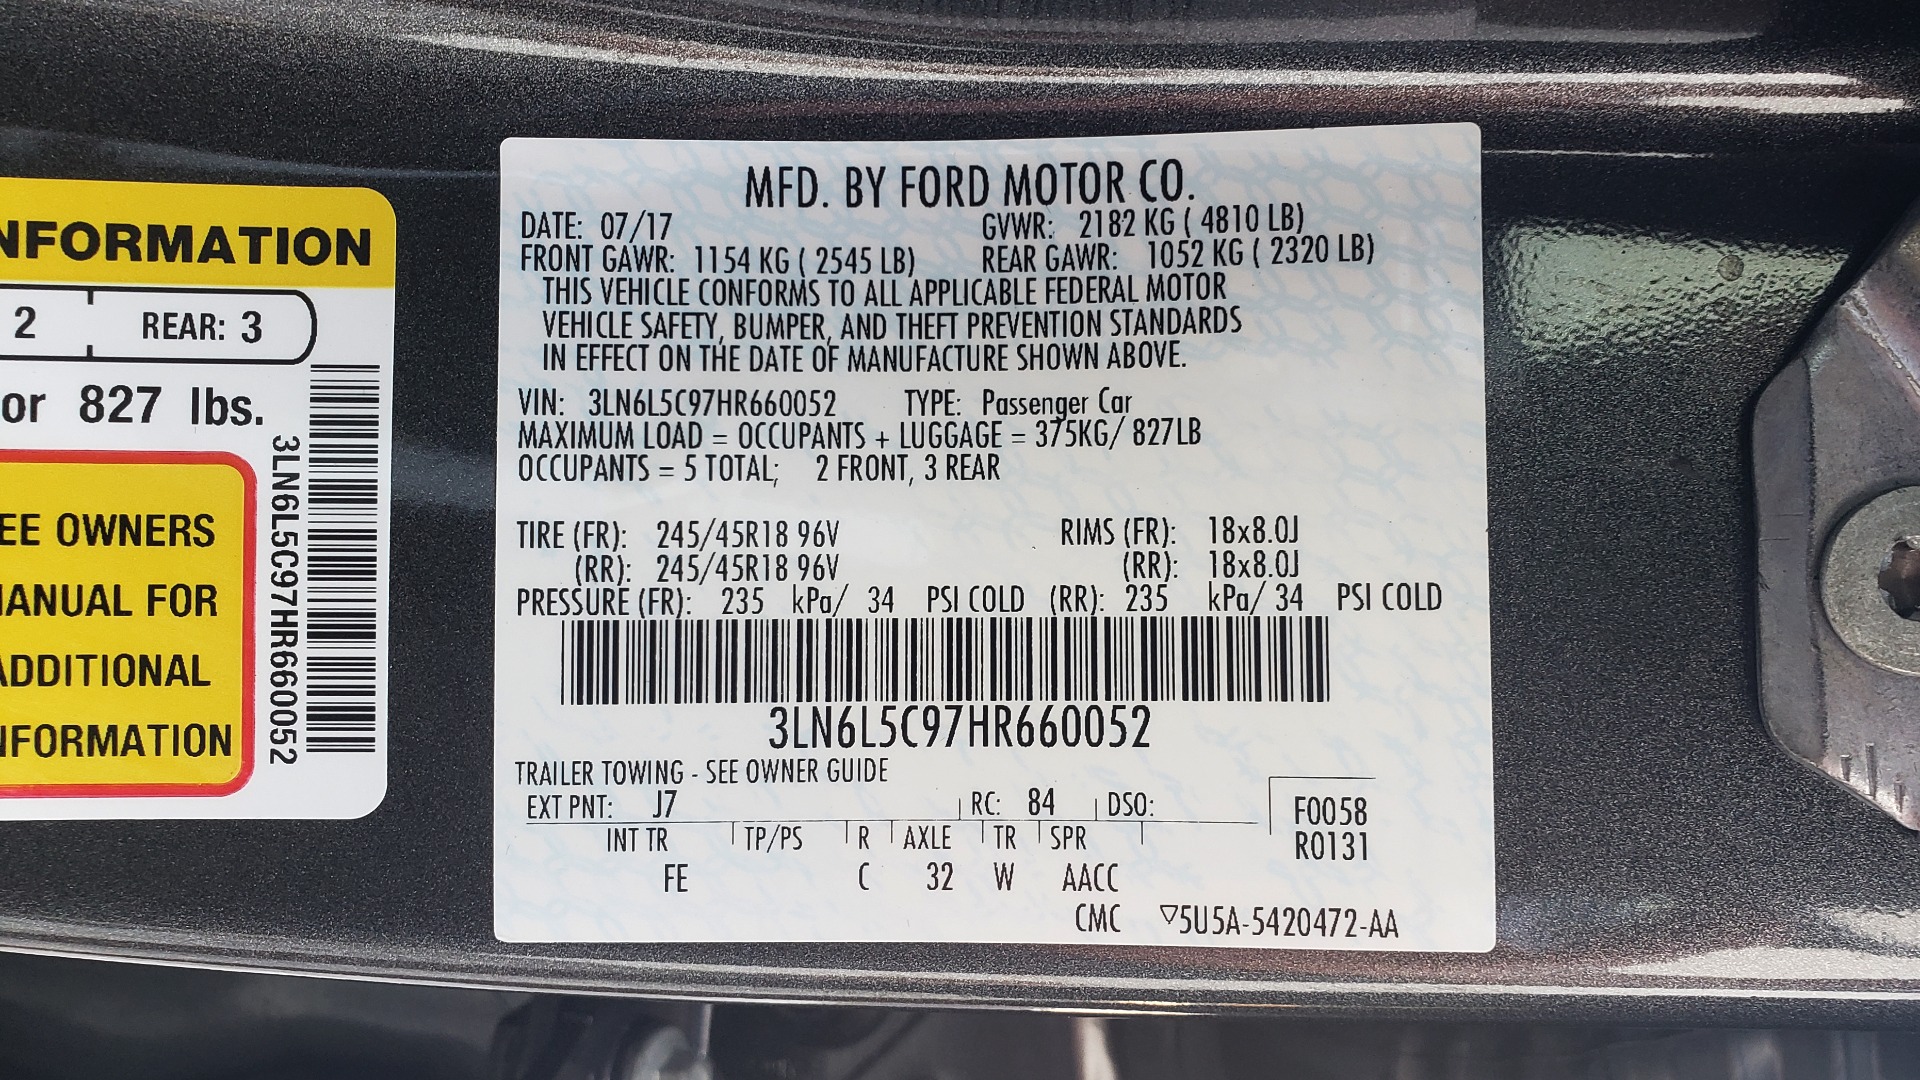 NFORMATION
2 REAR: 3
or 827 lbs.
EE OWNERS
ANUAL FOR
ADDITIONAL
NFORMATION
3LN6L5C97HR660052
MFD. BY FORD MOTOR CO.
DATE: 07/17 GVWR: 2182 KG ( 4810 LB)
FRONT GAWR: 1154 KG ( 2545 LB) REAR GAWR: 1052 KG ( 2320 LB)
THIS VEHICLE CONFORMS TO ALL APPLICABLE FEDERAL MOTOR
VEHICLE SAFETY, BUMPER, AND THEFT PREVENTION STANDARDS
IN EFFECT ON THE DATE OF MANUFACTURE SHOWN ABOVE.
VIN: 3LN6L5C97HR660052 TYPE: Passenger Car
MAXIMUM LOAD = OCCUPANTS + LUGGAGE = 375KG/ 827LB
OCCUPANTS = 5 TOTAL; 2 FRONT, 3 REAR
TIRE (FR): 245/45R18 96V RIMS (FR): 18x8.0J
(RR): 245/45R18 96V (RR): 18x8.0J
PRESSURE (FR): 235 kPa/ 34 PSI COLD (RR): 235 kPa/ 34 PSI COLD
3LN6L5C97HR660052
TRAILER TOWING - SEE OWNER GUIDE
EXT PNT: J7 RC: 84 DSO: F0058
INT TR TP/PS R AXLE TR SPR R0131
FE C 32 W AACC
CMC ▽5U5A-5420472-AA